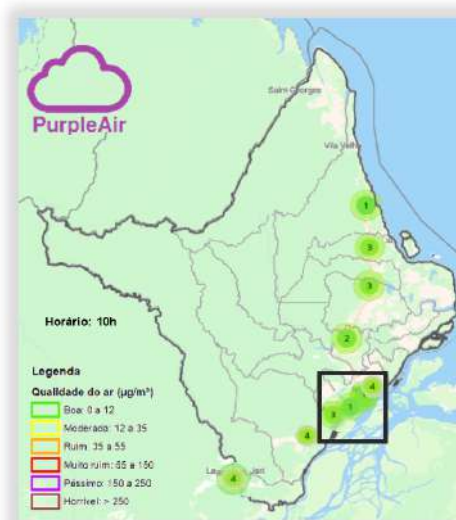 PurpleAir
Saint-Georges
Vila Velha
1
3
3
Horário: 10h
2
Legenda
4
Qualidade do ar (µg/m³)
Boa: 0 a 12
3
Moderada: 12 a 35
Ruim: 35 a 55
4
Muito ruim: 55 a 150
Péssimo: 150 a 250
4
Horrível: > 250